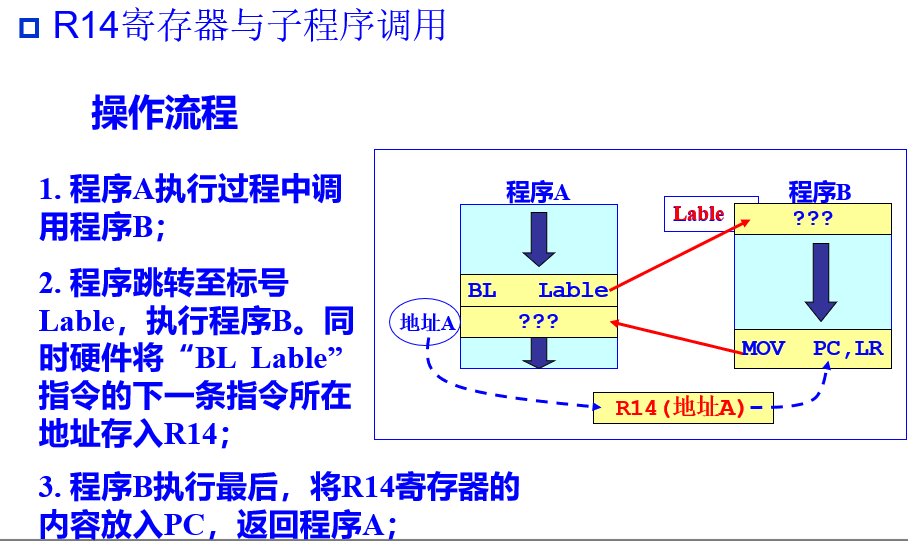 R14寄存器与子程序调用
操作流程
1. 程序A执行过程中调
用程序B；
2. 程序跳转至标号
Lable，执行程序B。同
时硬件将“BL Lable”
指令的下一条指令所在
地址存入R14；
3. 程序B执行最后，将R14寄存器的
内容放入PC，返回程序A；
程序A
BL Lable
???
地址A
Lable
程序B
???
MOV PC,LR
R14(地址A)